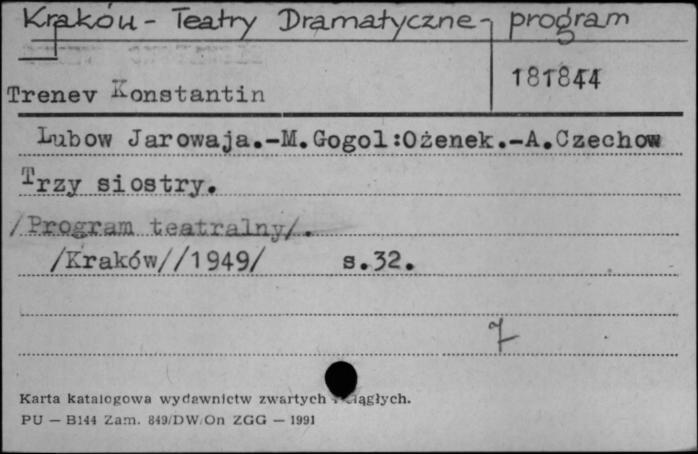 Kraków - Teatry Dramatyczne - program
181844
Trenev Konstantin
Lubow Jarowaja.-M.Gogol:Ożenek.-A.Czechow
Trzy siostry.
/Program teatralny/.
/Kraków//1949/ s.32.
7
Karta katalogowa wydawnictw zwartych i ciągłych.
PU — B144 Zam. 849/DW/On ZGG — 1991